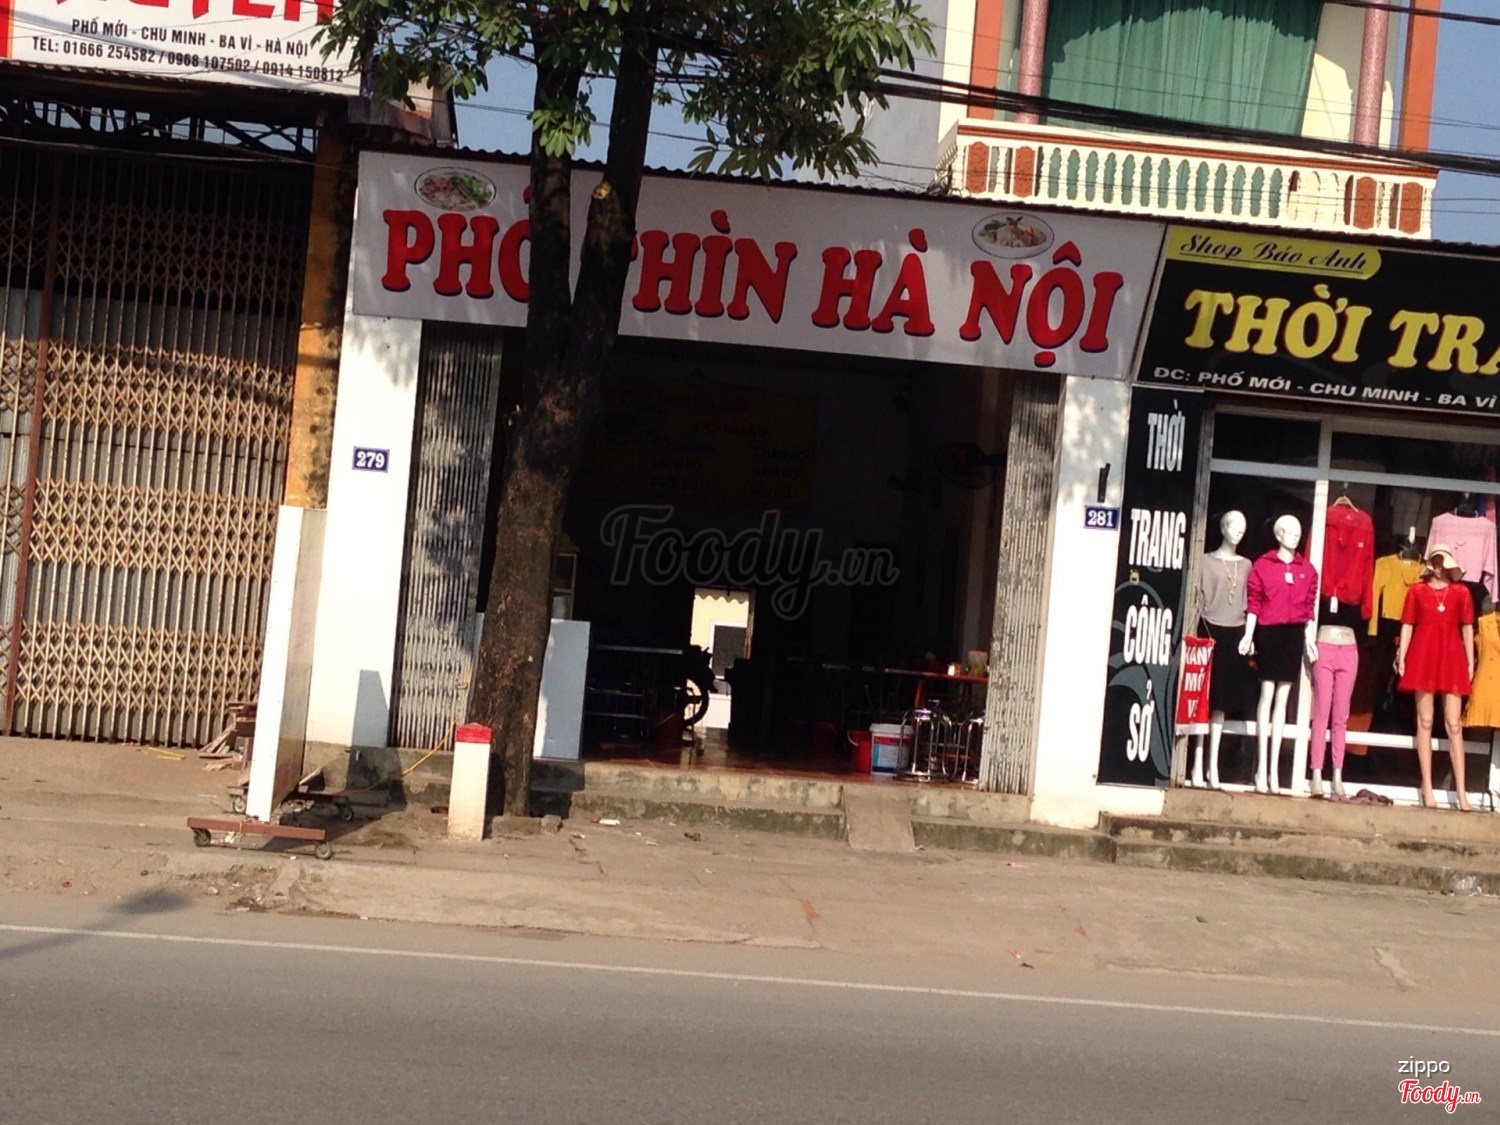 PHỐ MỚI - CHU MINH - BA VÌ - HÀ NỘI
TEL: 01666 254582 / 0968 107502 / 0914 150812
PHỞ THÌN HÀ NỘI
279
281
Shop Bảo Anh
THỜI
ĐC: PHỐ MỚI - CHU MINH - BA VÌ
THỜI
TRANG
CÔNG
SỞ
Foody.vn
zippo
Foody.vn